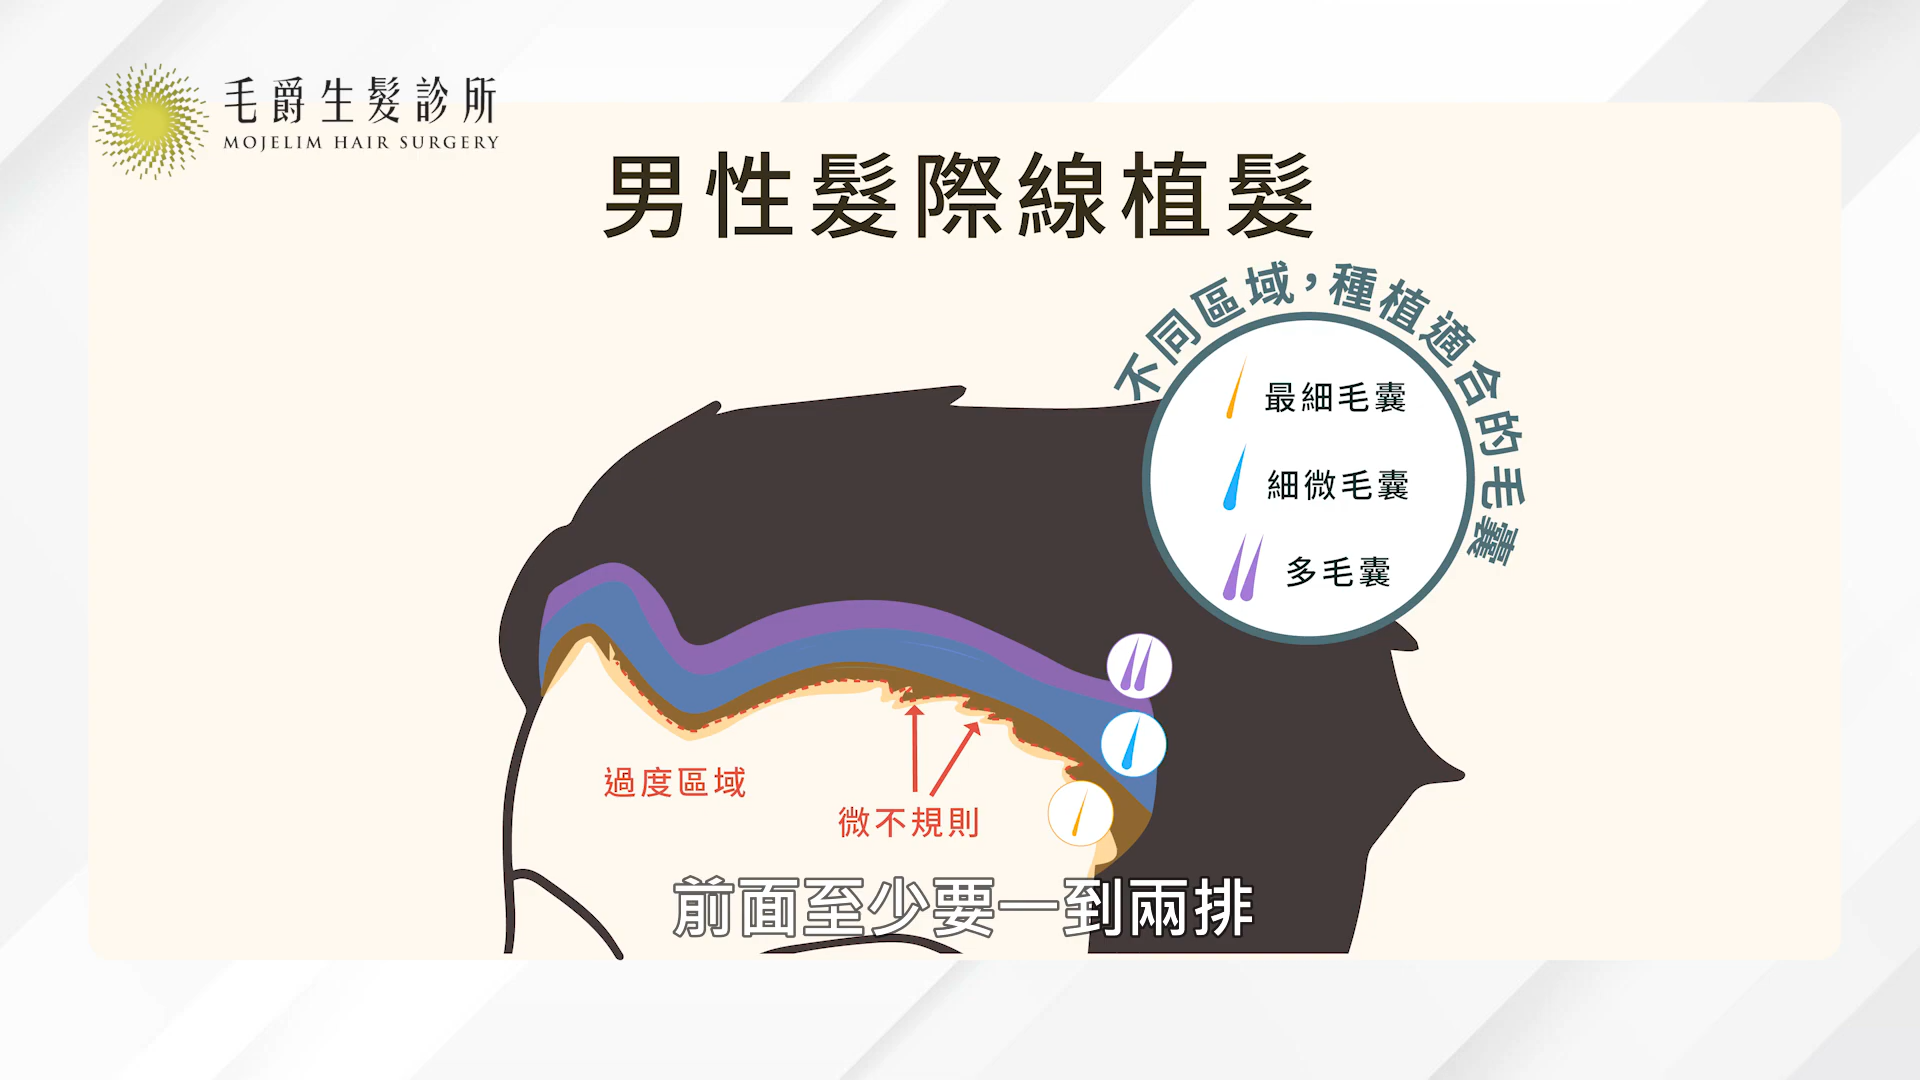 毛爵生髮診所
MOJELIM HAIR SURGERY
男性髮際線植髮
不同區域，種植適合的毛囊
最細毛囊
細微毛囊
多毛囊
過度區域
微不規則
前面至少要一到兩排